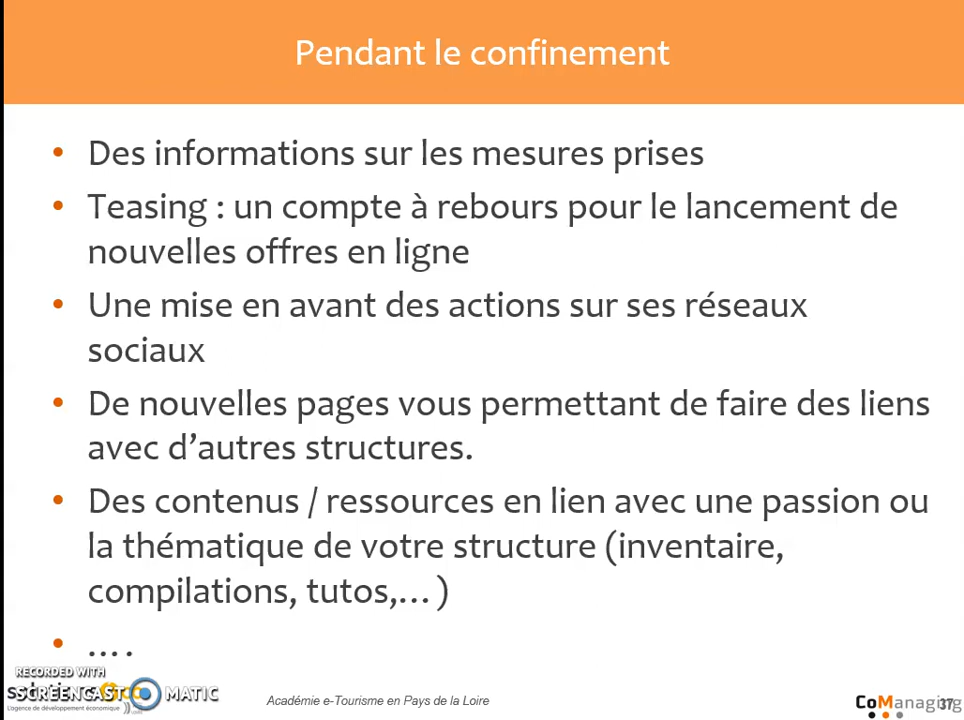 Pendant le confinement
• Des informations sur les mesures prises
• Teasing : un compte à rebours pour le lancement de
nouvelles offres en ligne
• Une mise en avant des actions sur ses réseaux
sociaux
• De nouvelles pages vous permettant de faire des liens
avec d’autres structures.
• Des contenus / ressources en lien avec une passion ou
la thématique de votre structure (inventaire,
compilations, tutos,…)
• ….
RECORDED WITH
SCREENCAST MATIC
L'agence de développement économique
Académie e-Tourisme en Pays de la Loire
CoManaging
37